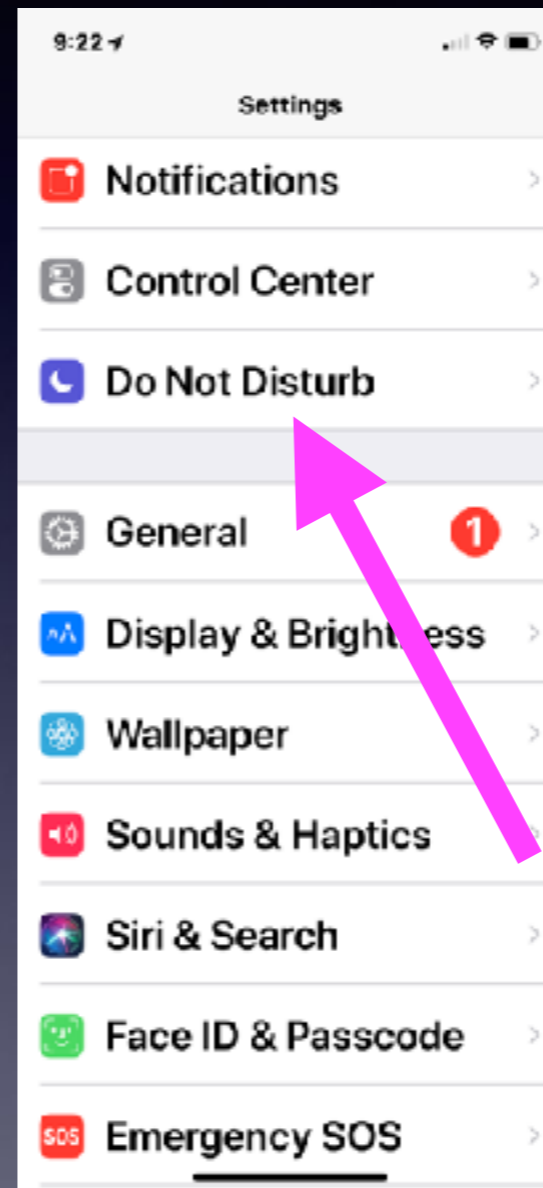 9:22
Settings
Notifications
Control Center
Do Not Disturb
General 1
Display & Brightness
Wallpaper
Sounds & Haptics
Siri & Search
Face ID & Passcode
SOS Emergency SOS